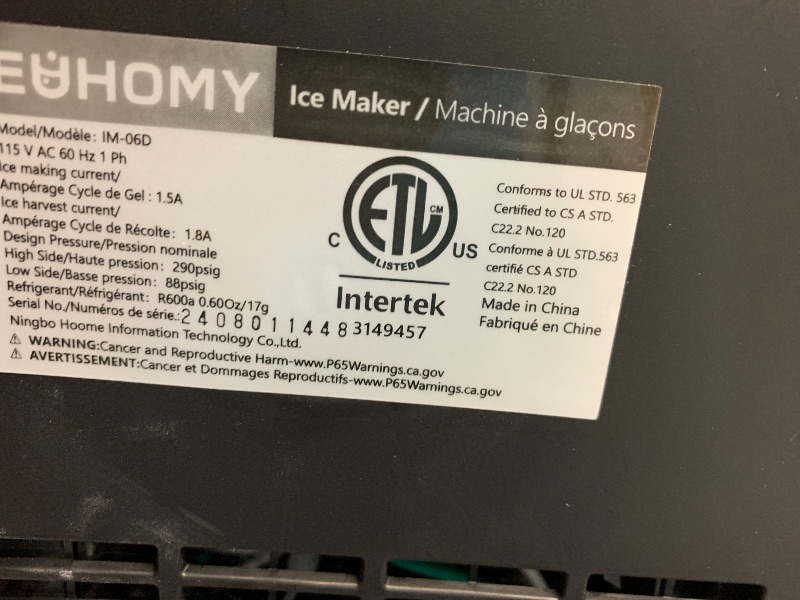 EUHOMY
Ice Maker / Machine à glaçons
Model/Modèle: IM-06D
115 V AC 60 Hz 1 Ph
Ice making current/
Ampérage Cycle de Gel : 1.5A
Ice harvest current/
Ampérage Cycle de Récolte: 1.8A
Design Pressure/Pression nominale
High Side/Haute pression: 290psig
Low Side/Basse pression: 88psig
Refrigerant/Réfrigérant: R600a 0.60Oz/17g
Serial No./Numéros de série.: 2408011448
Ningbo Hoome Information Technology Co.,Ltd.
⚠ WARNING:Cancer and Reproductive Harm-www.P65Warnings.ca.gov
⚠ AVERTISSEMENT:Cancer et Dommages Reproductifs-www.P65Warnings.ca.gov
ETL CM
LISTED
C US
Intertek
3149457
Conforms to UL STD. 563
Certified to CS A STD.
C22.2 No.120
Conforme à UL STD.563
certifié CS A STD
C22.2 No.120
Made in China
Fabriqué en Chine